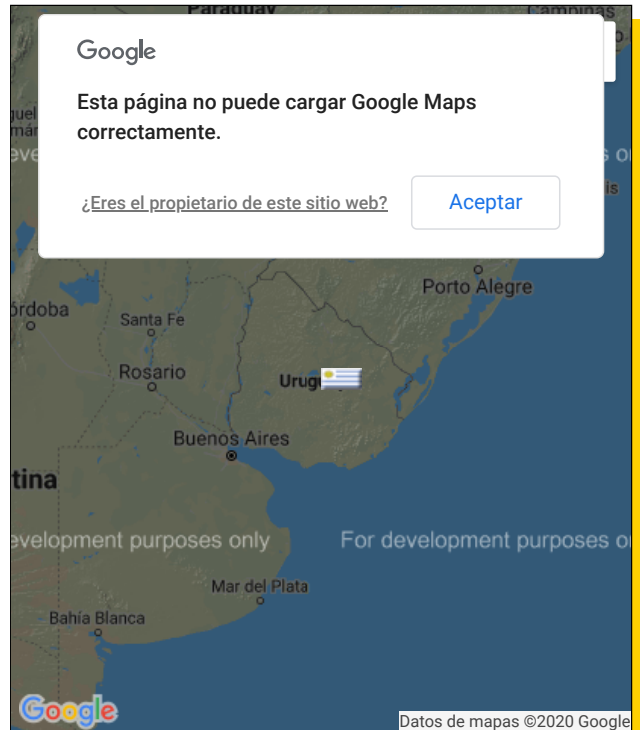 Paraguay
Campinas
Google
Esta página no puede cargar Google Maps
correctamente.
¿Eres el propietario de este sitio web?
Aceptar
Porto Alegre
Santa Fe
Rosario
Buenos Aires
evelopment purposes only
For development purposes o
Mar del Plata
Bahía Blanca
Google
Datos de mapas ©2020 Google